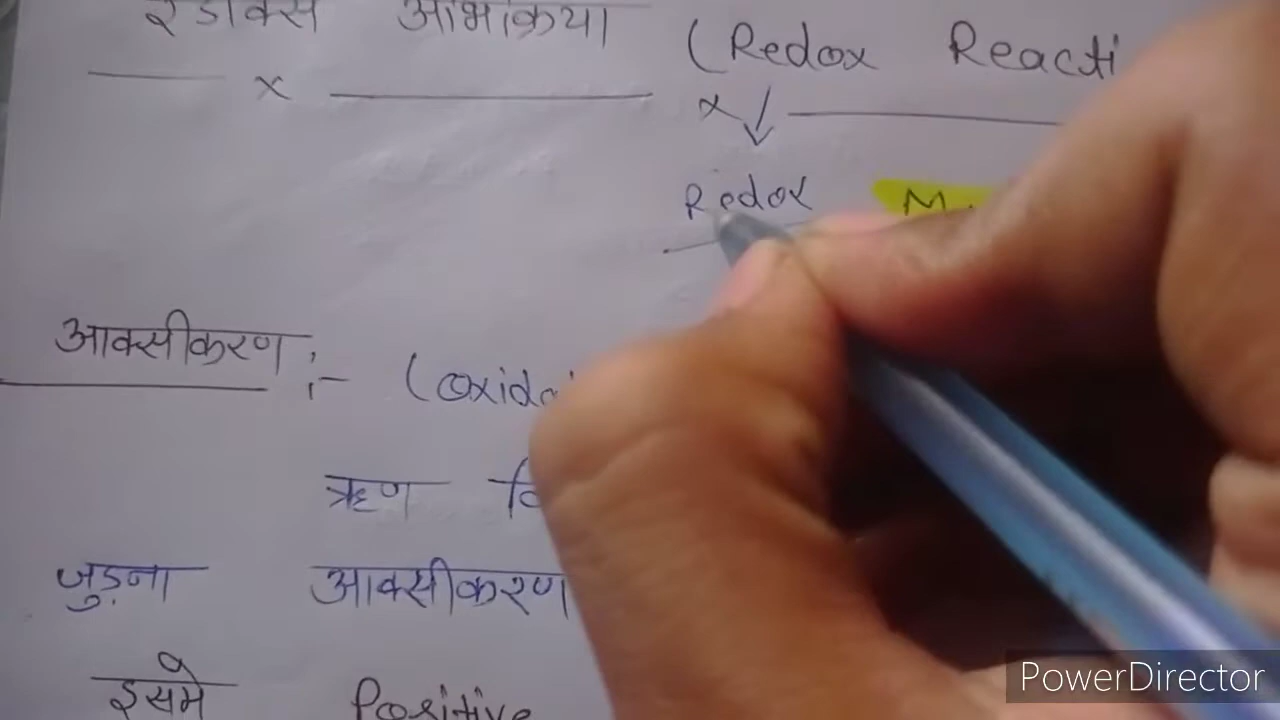 रेडॉक्स अभिक्रिया (Redox Reacti
x x
Redox
आक्सीकरण :- (oxida
ऋण
जुड़ना आक्सीकरण
इसमे Positive
PowerDirector